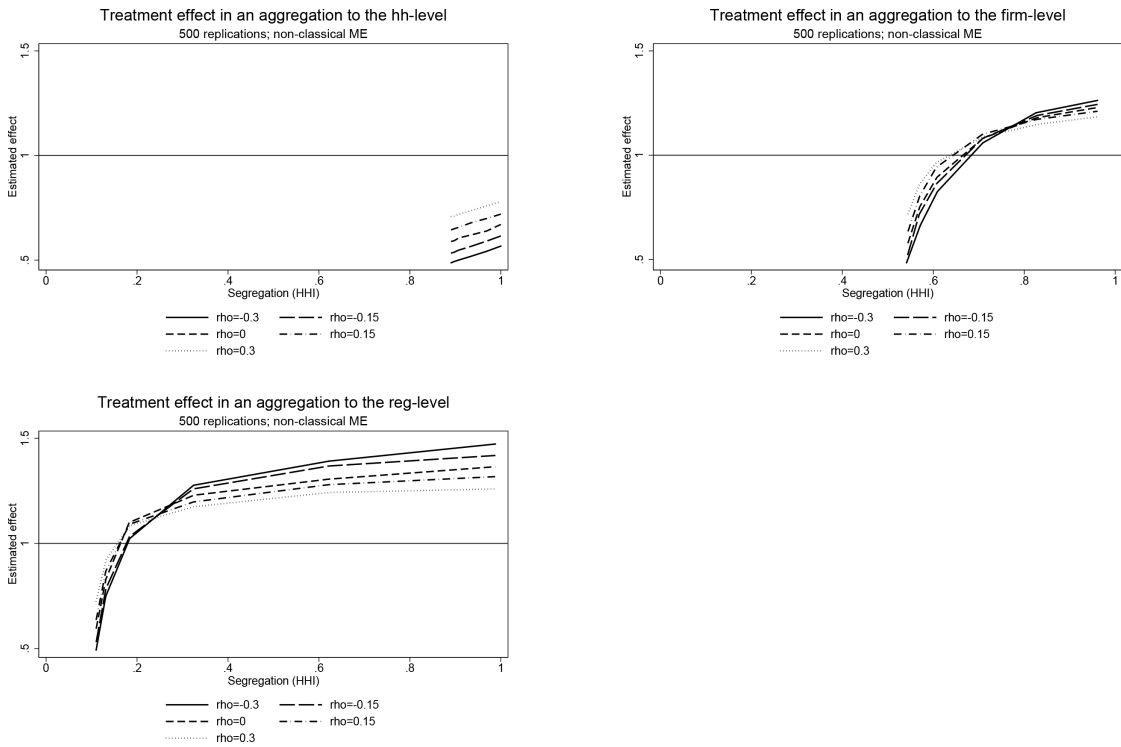 Treatment effect in an aggregation to the hh-level
500 replications; non-classical ME
Estimated effect
1.5
1
.5
0 .2 .4 .6 .8 1
Segregation (HHI)
rho=-0.3 rho=-0.15
rho=0 rho=0.15
rho=0.3
Treatment effect in an aggregation to the firm-level
500 replications; non-classical ME
Estimated effect
1.5
1
.5
0 .2 .4 .6 .8 1
Segregation (HHI)
rho=-0.3 rho=-0.15
rho=0 rho=0.15
rho=0.3
Treatment effect in an aggregation to the reg-level
500 replications; non-classical ME
Estimated effect
1.5
1
.5
0 .2 .4 .6 .8 1
Segregation (HHI)
rho=-0.3 rho=-0.15
rho=0 rho=0.15
rho=0.3